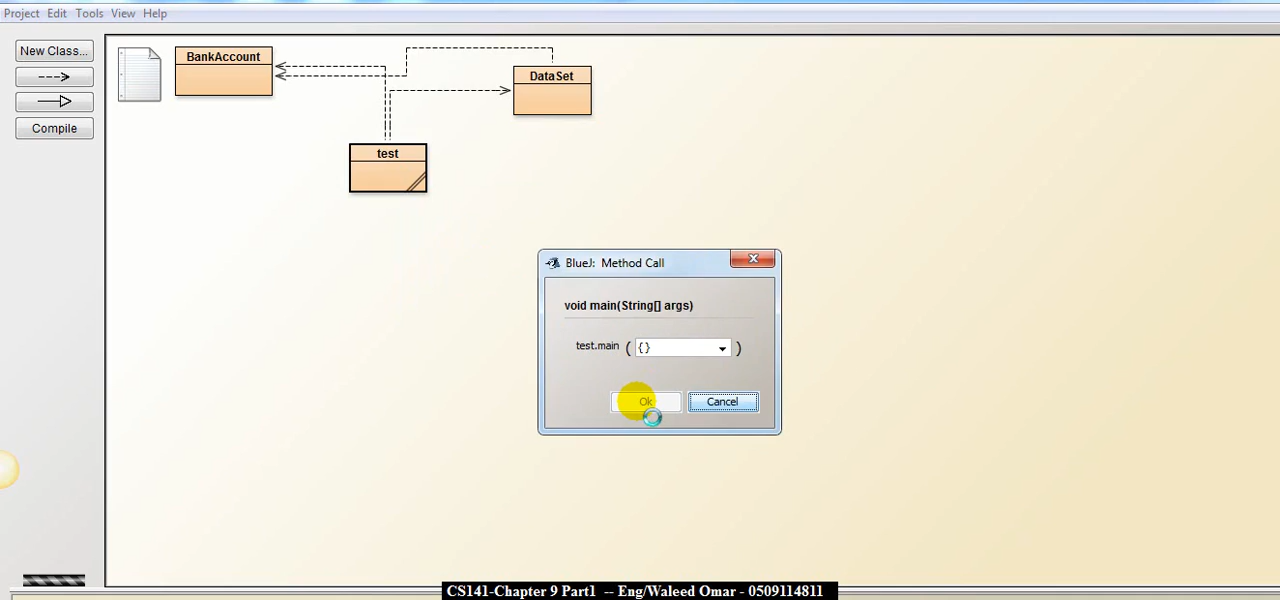 Project Edit Tools View Help
New Class...
Compile
BankAccount
DataSet
test
BlueJ: Method Call
void main(String[] args)
test.main ( {} )
Ok Cancel
CS141-Chapter 9 Part1 -- Eng/Waleed Omar - 0509114811